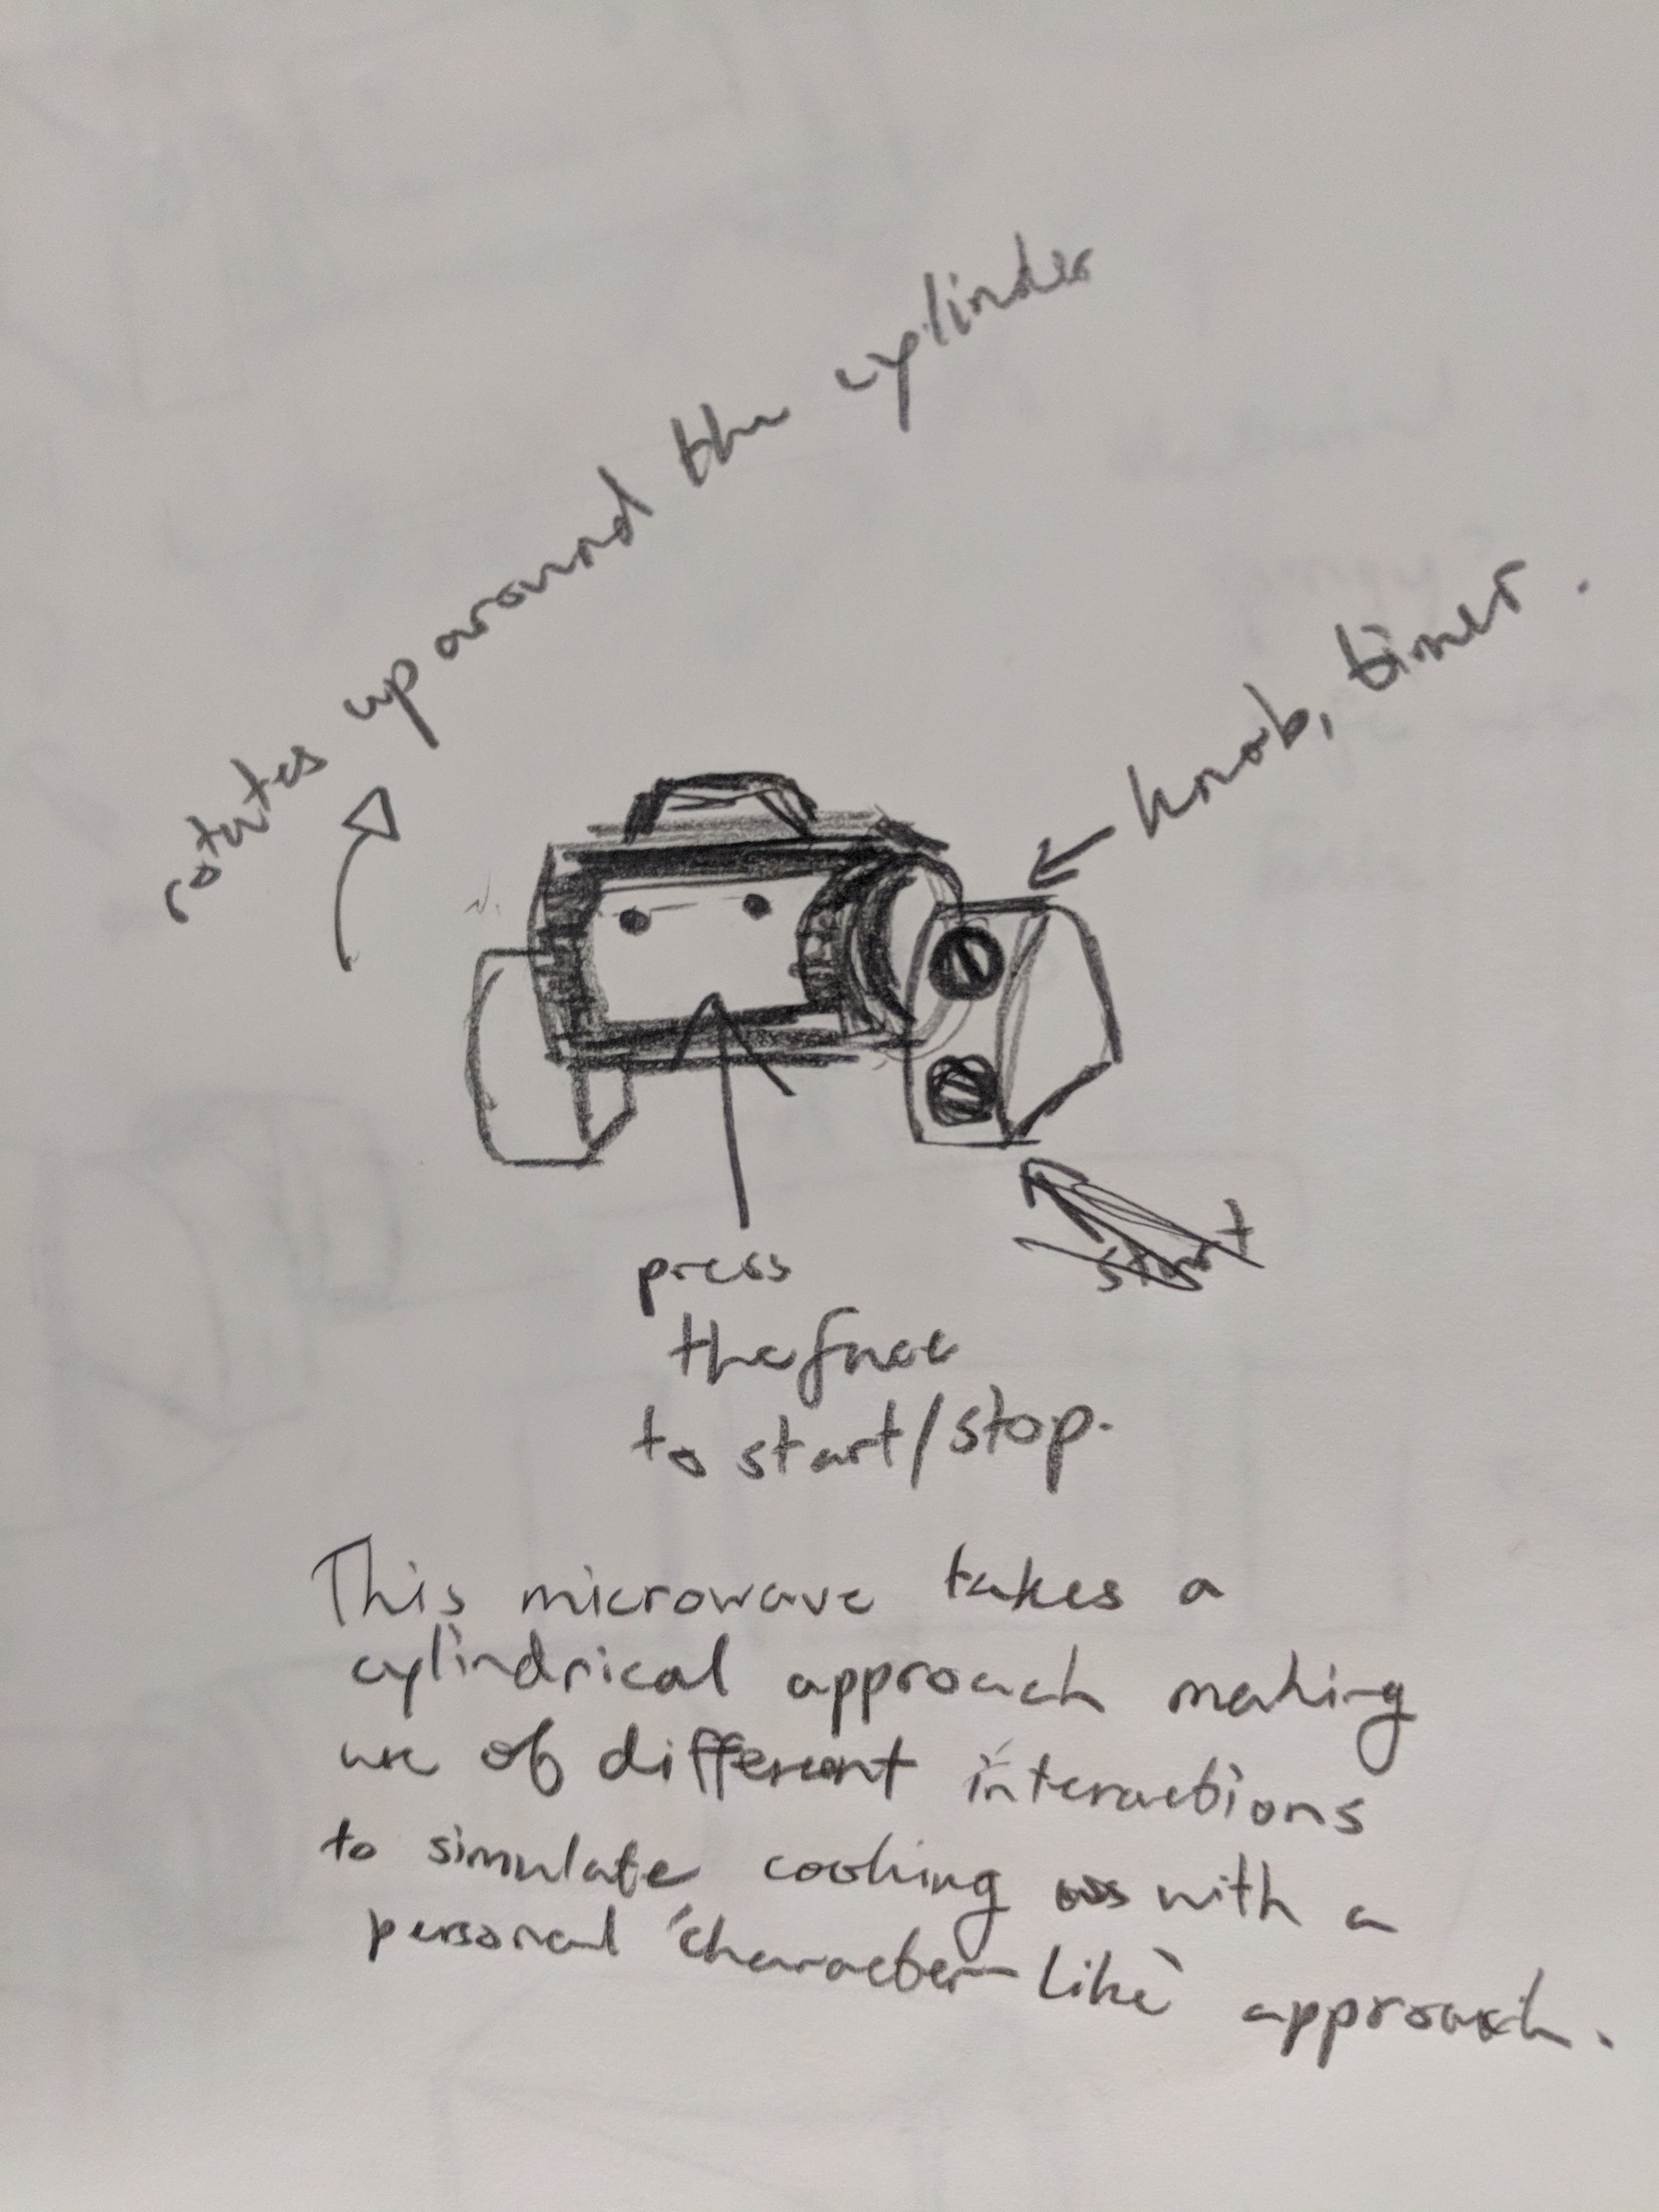 rotates up around the cylinder
knob, timer.
start
press
the face
to start/stop.
This microwave takes a
cylindrical approach making
use of different interactions
to simulate cooking with a
personal 'character-like' approach.